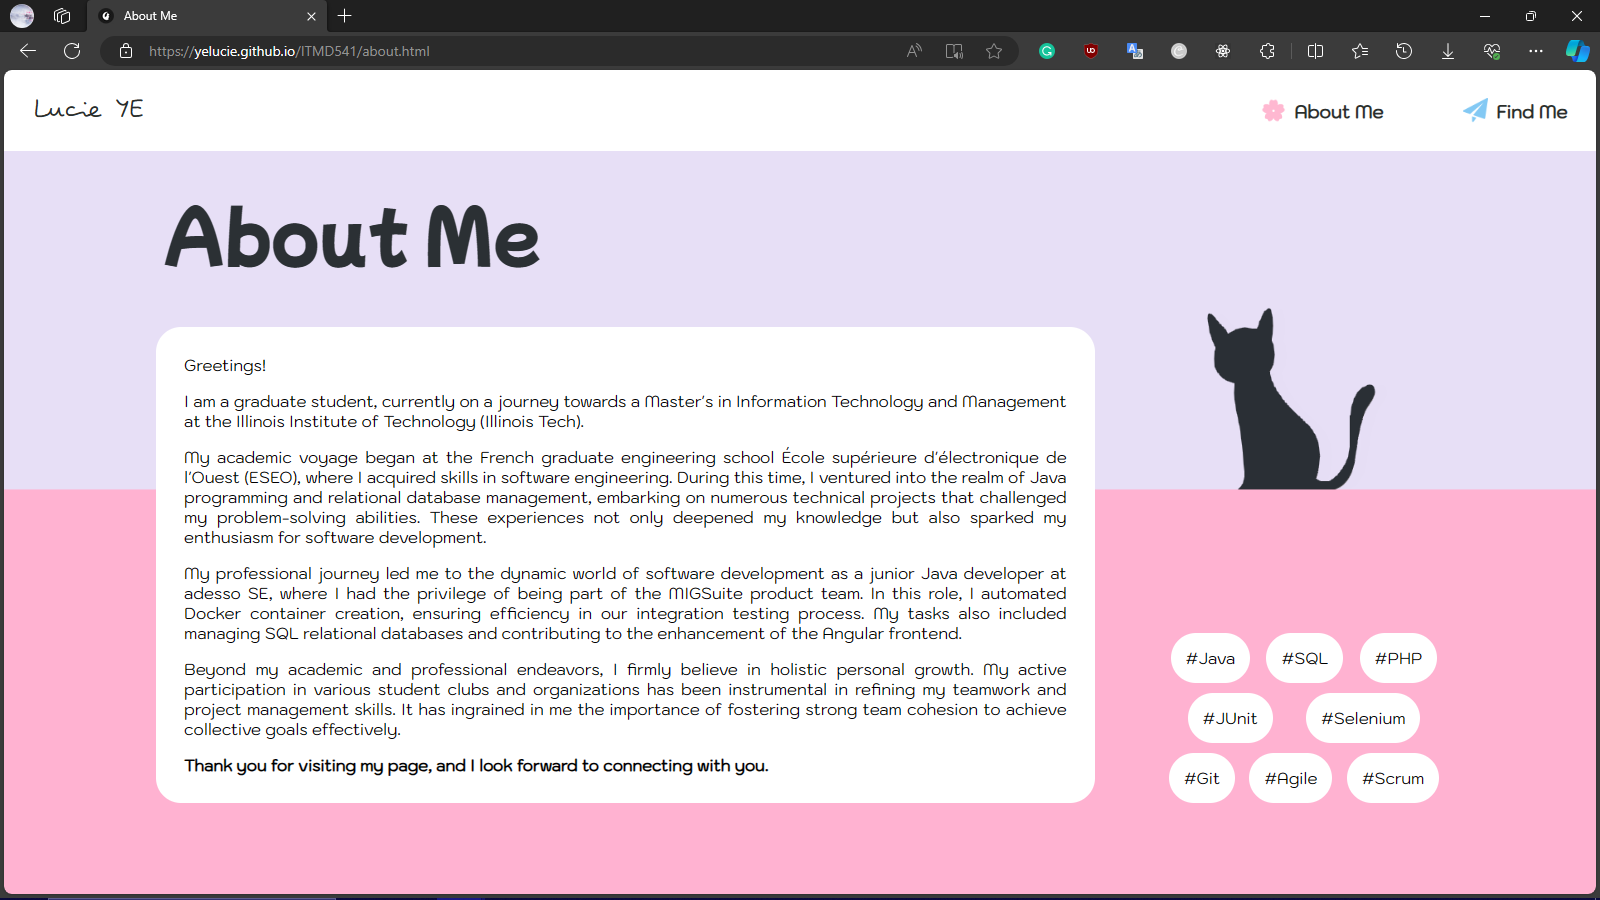 About Me
https://yelucie.github.io/ITMD541/about.html
Lucie YE
About Me
Find Me
About Me
Greetings!
I am a graduate student, currently on a journey towards a Master's in Information Technology and Management
at the Illinois Institute of Technology (Illinois Tech).
My academic voyage began at the French graduate engineering school École supérieure d'électronique de
l'Ouest (ESEO), where I acquired skills in software engineering. During this time, I ventured into the realm of Java
programming and relational database management, embarking on numerous technical projects that challenged
my problem-solving abilities. These experiences not only deepened my knowledge but also sparked my
enthusiasm for software development.
My professional journey led me to the dynamic world of software development as a junior Java developer at
adesso SE, where I had the privilege of being part of the MIGSuite product team. In this role, I automated
Docker container creation, ensuring efficiency in our integration testing process. My tasks also included
managing SQL relational databases and contributing to the enhancement of the Angular frontend.
Beyond my academic and professional endeavors, I firmly believe in holistic personal growth. My active
participation in various student clubs and organizations has been instrumental in refining my teamwork and
project management skills. It has ingrained in me the importance of fostering strong team cohesion to achieve
collective goals effectively.
Thank you for visiting my page, and I look forward to connecting with you.
#Java #SQL #PHP
#JUnit #Selenium
#Git #Agile #Scrum